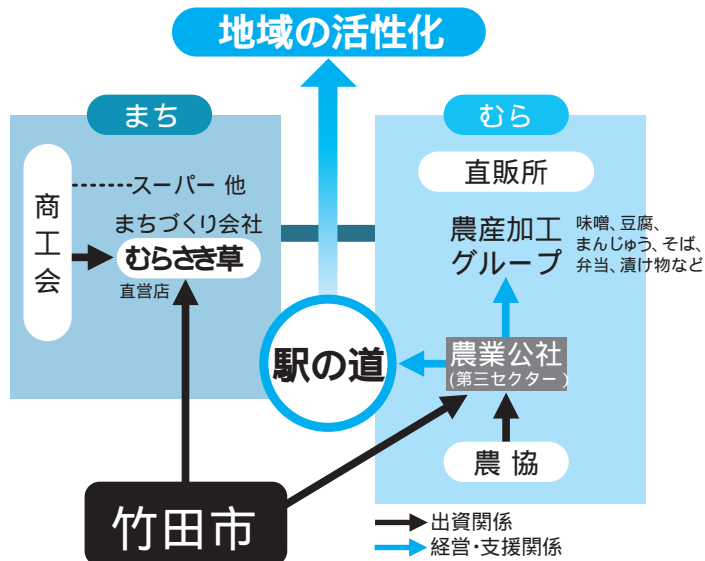 地域の活性化
まち
商工会
スーパー 他
まちづくり会社
むらさき草
直営店
むら
直販所
農産加工
グループ
味噌、豆腐、
まんじゅう、そば、
弁当、漬け物など
駅の道
農業公社
(第三セクター)
農 協
竹田市
出資関係
経営・支援関係